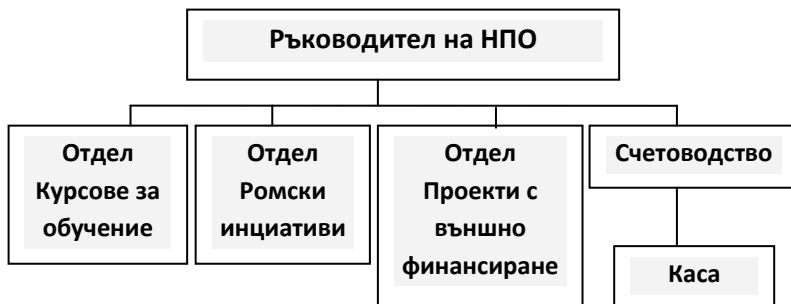 Ръководител на НПО
Отдел
Курсове за
обучение
Отдел
Ромски
инциативи
Отдел
Проекти с
външно
финансиране
Счетоводство
Каса